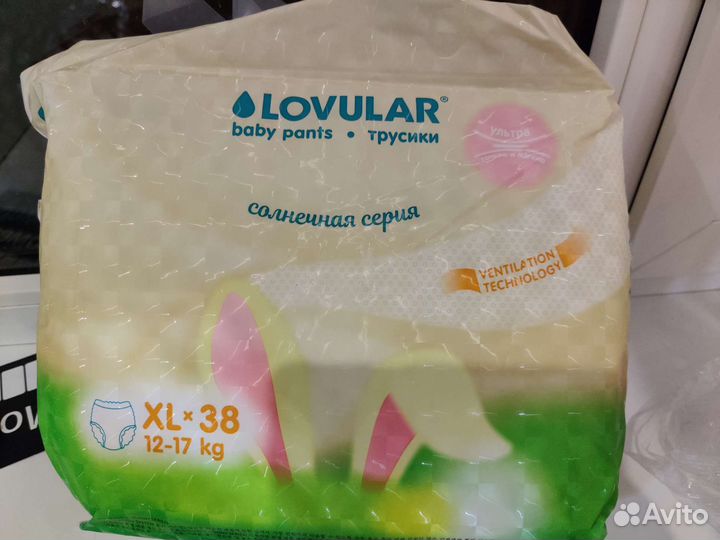 LOVULAR®
baby pants • трусики
ультра
солнечная серия
VENTILATION
TECHNOLOGY
XL × 38
12-17 kg
Avito